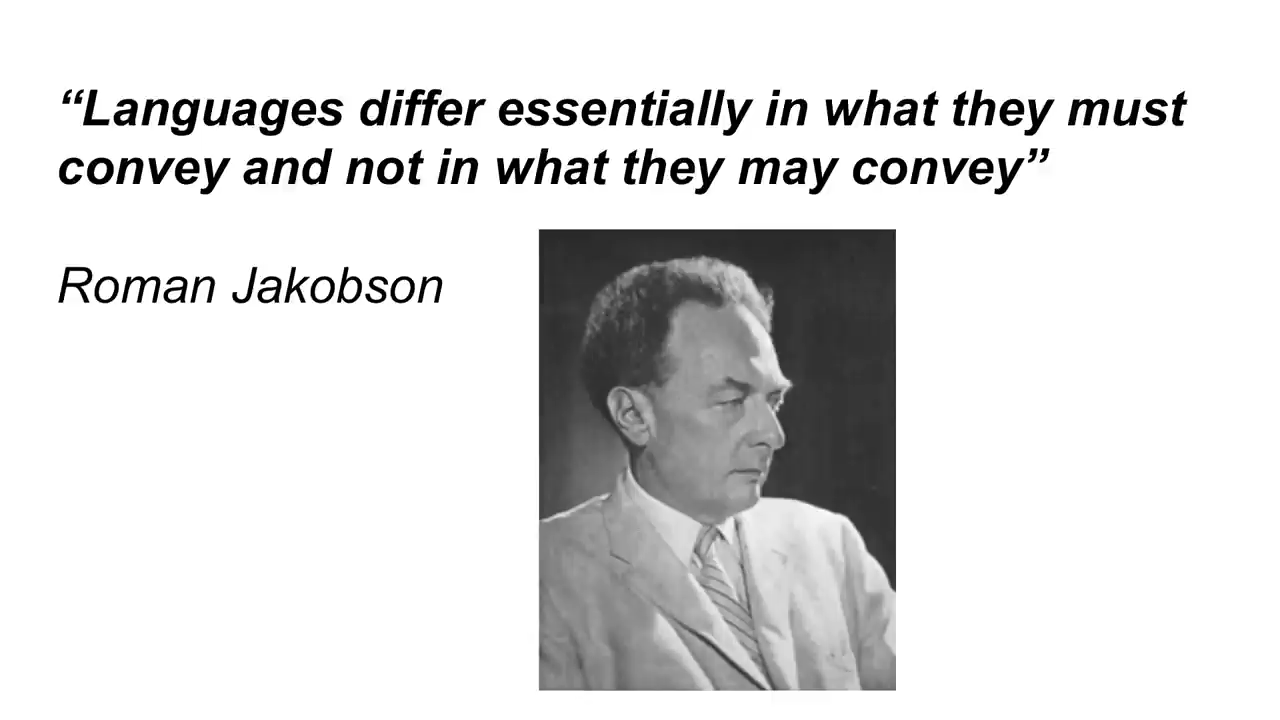 “Languages differ essentially in what they must
convey and not in what they may convey”
Roman Jakobson